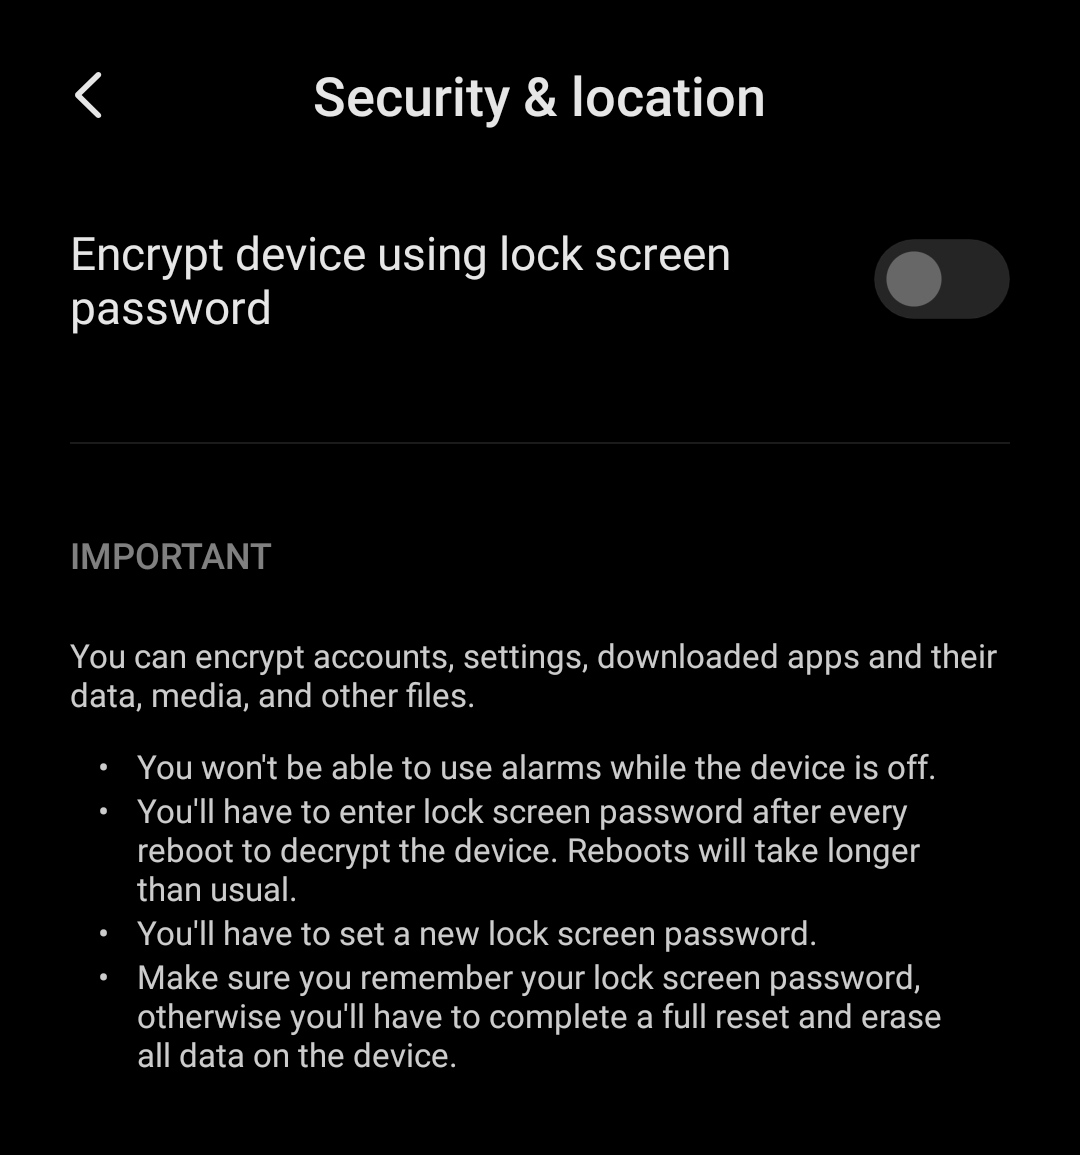 Security & location
Encrypt device using lock screen
password
IMPORTANT
You can encrypt accounts, settings, downloaded apps and their
data, media, and other files.
• You won't be able to use alarms while the device is off.
• You'll have to enter lock screen password after every
reboot to decrypt the device. Reboots will take longer
than usual.
• You'll have to set a new lock screen password.
• Make sure you remember your lock screen password,
otherwise you'll have to complete a full reset and erase
all data on the device.